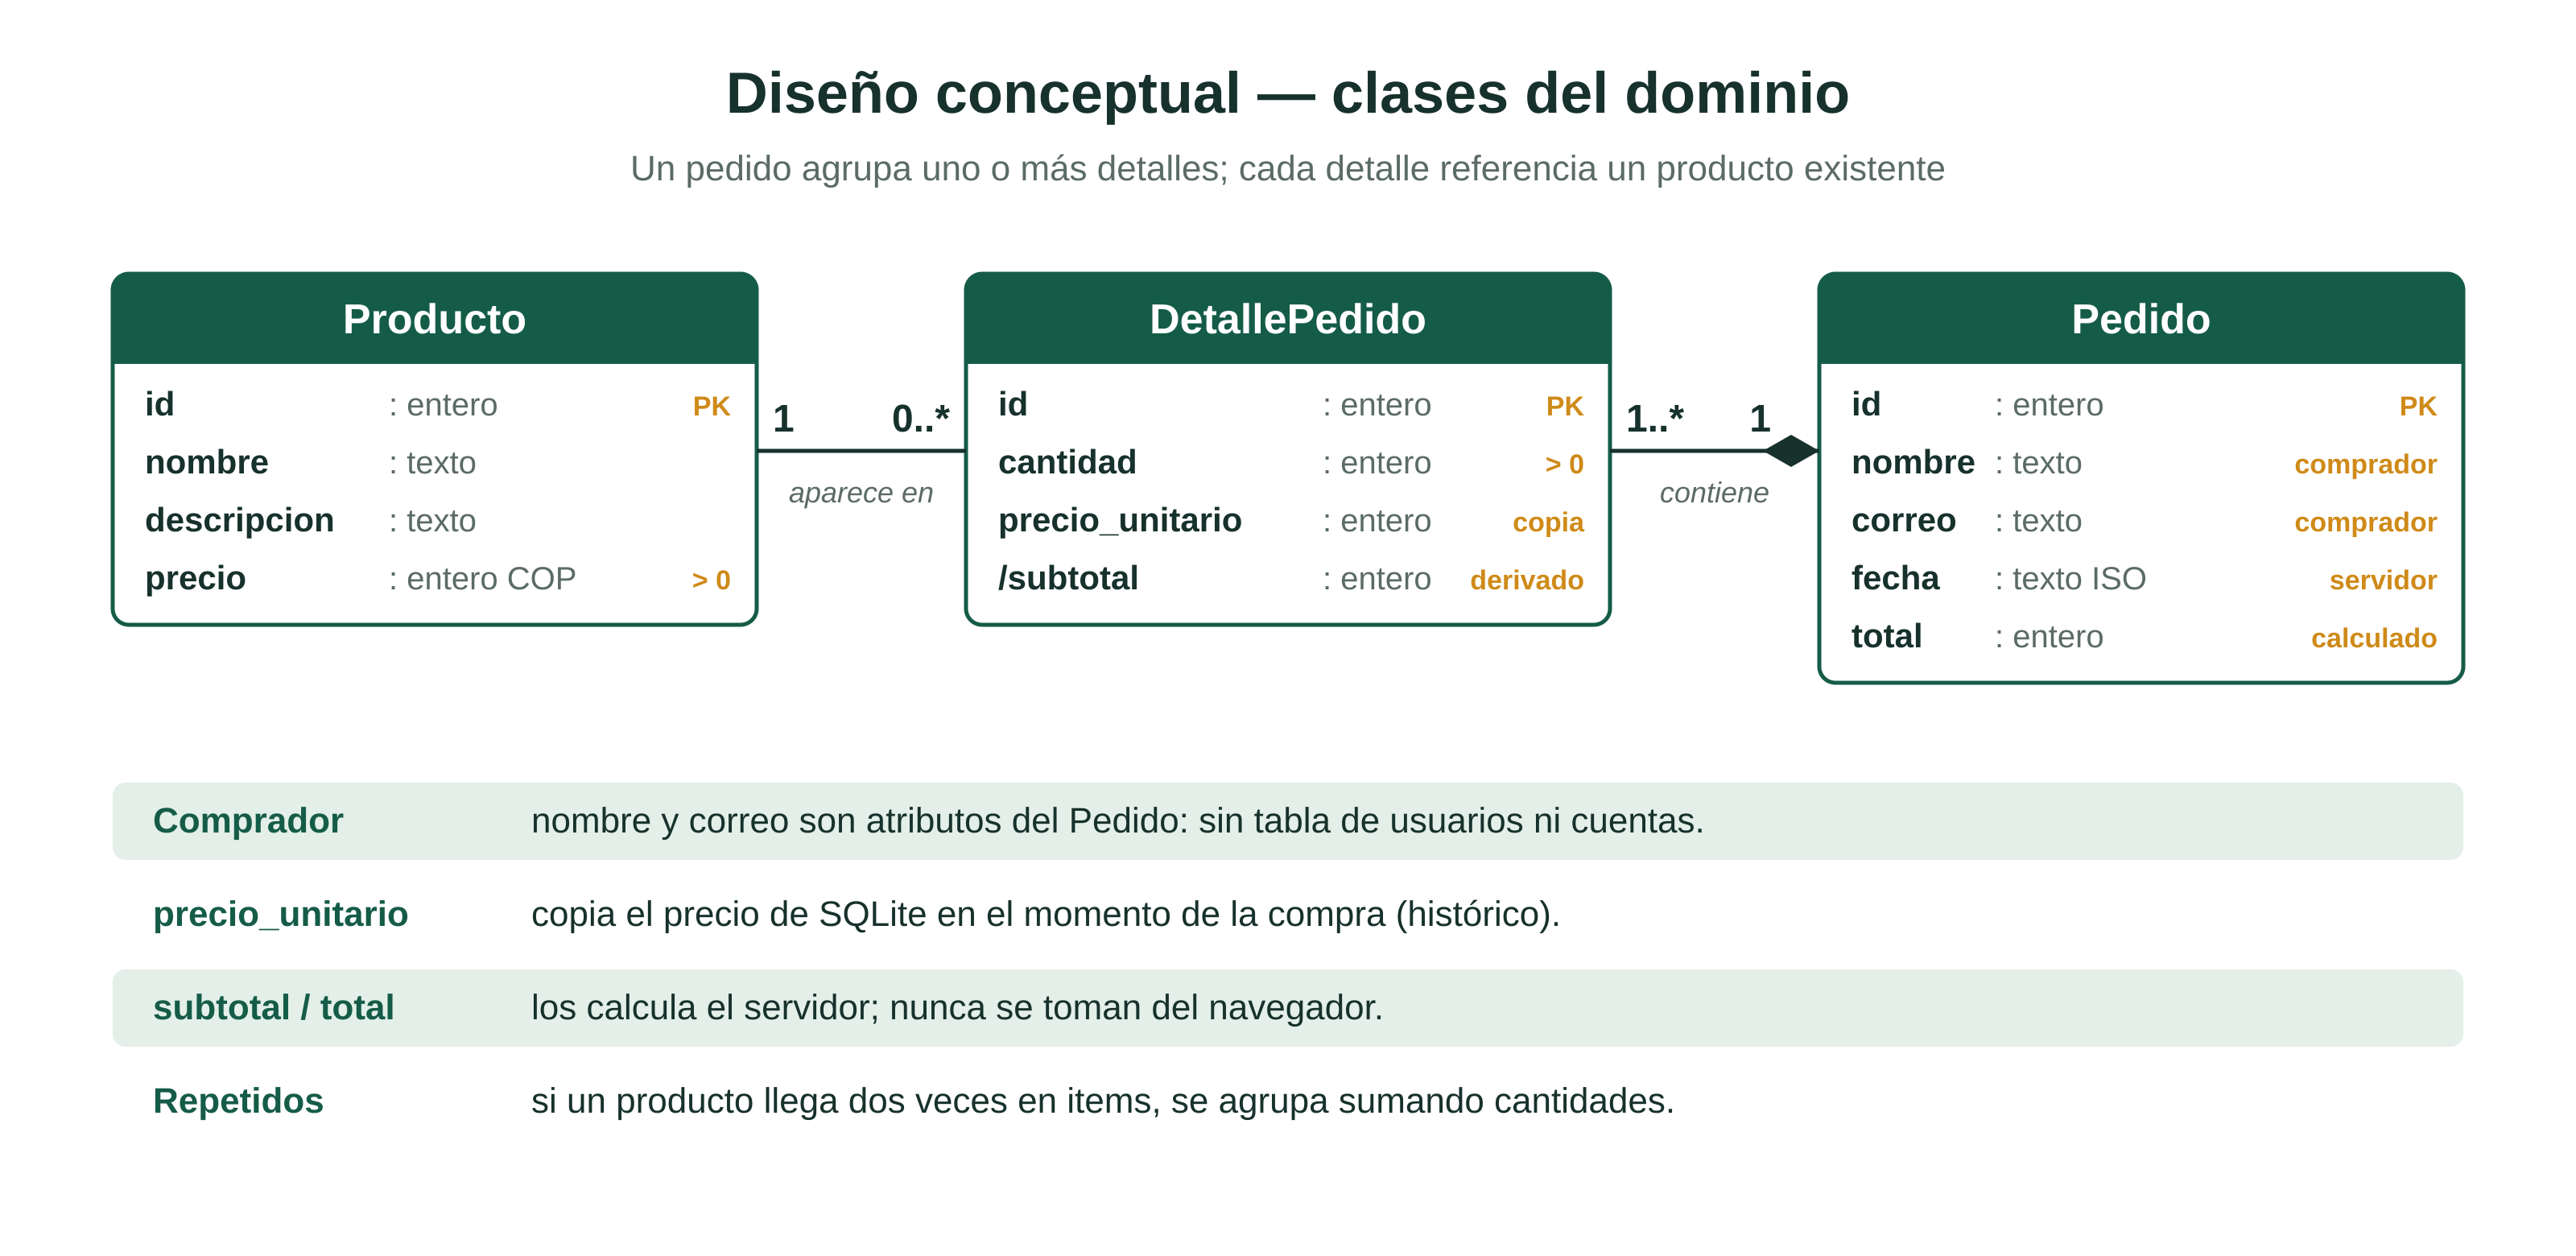 Diseño conceptual — clases del dominio
Un pedido agrupa uno o más detalles; cada detalle referencia un producto existente
Producto
id : entero PK
nombre : texto
descripcion : texto
precio : entero COP > 0
1 0..*
aparece en
DetallePedido
id : entero PK
cantidad : entero > 0
precio_unitario : entero copia
/subtotal : entero derivado
1..* 1
contiene
Pedido
id : entero PK
nombre : texto comprador
correo : texto comprador
fecha : texto ISO servidor
total : entero calculado
Comprador nombre y correo son atributos del Pedido: sin tabla de usuarios ni cuentas.
precio_unitario copia el precio de SQLite en el momento de la compra (histórico).
subtotal / total los calcula el servidor; nunca se toman del navegador.
Repetidos si un producto llega dos veces en items, se agrupa sumando cantidades.